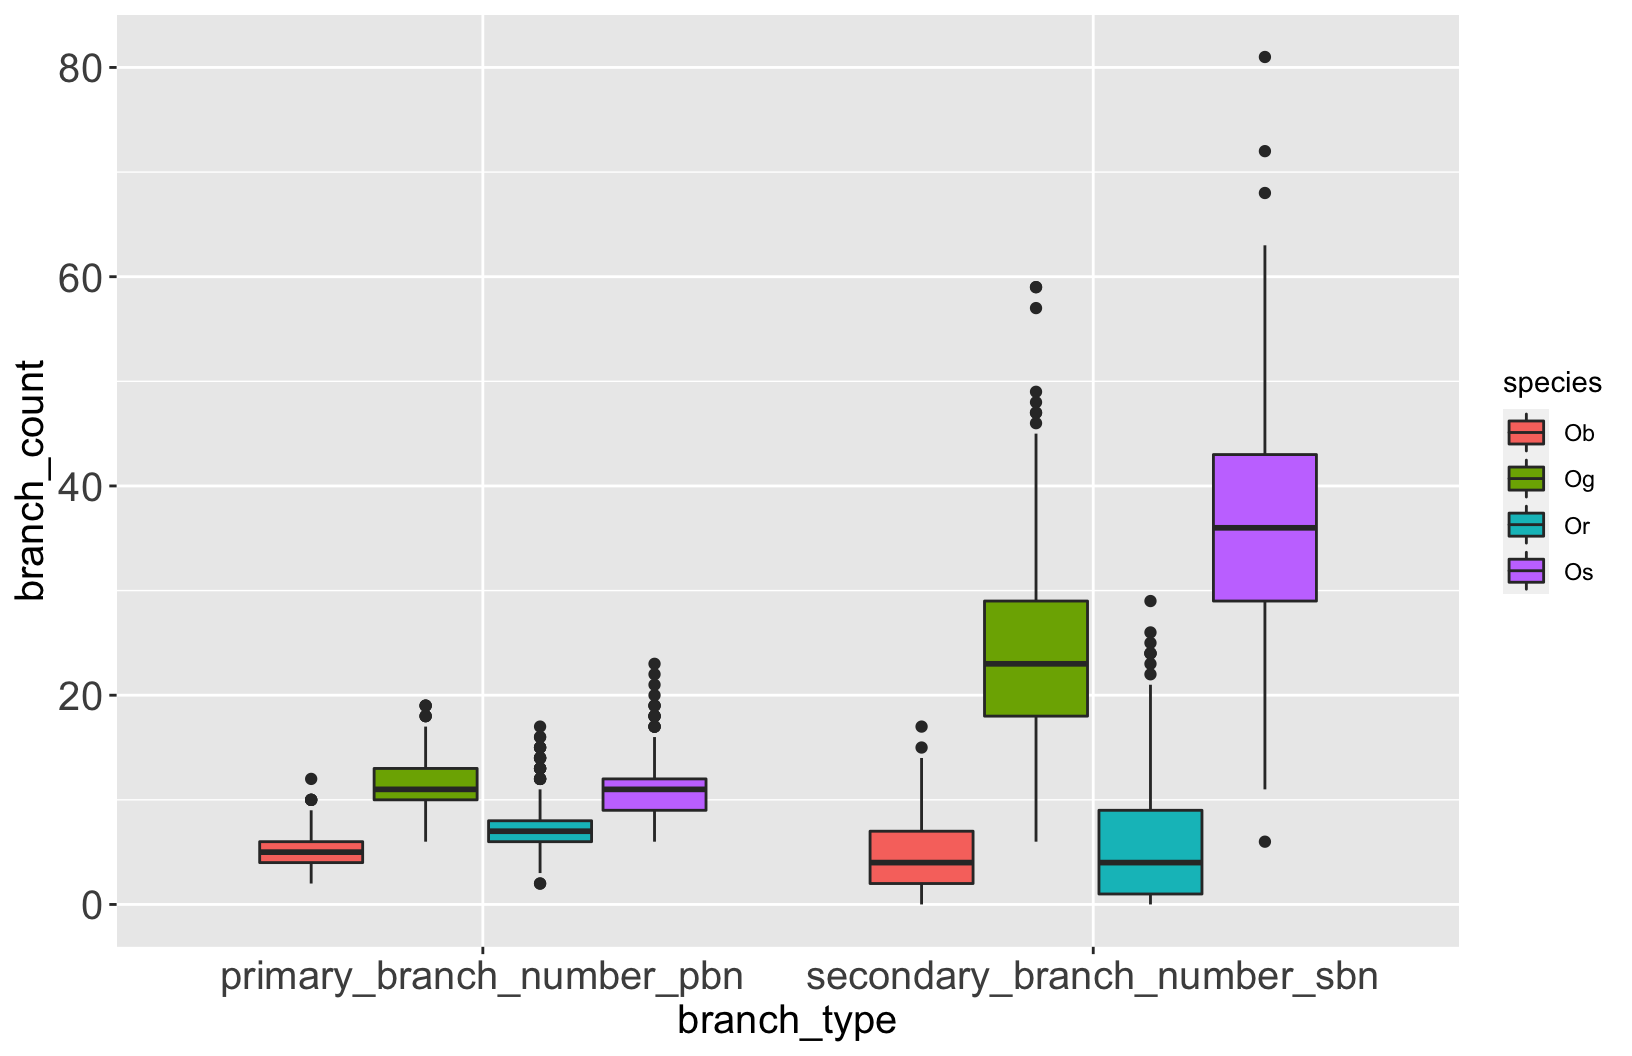 80
60
40
20
0
branch_count
primary_branch_number_pbn
secondary_branch_number_sbn
branch_type
species
Ob
Og
Or
Os